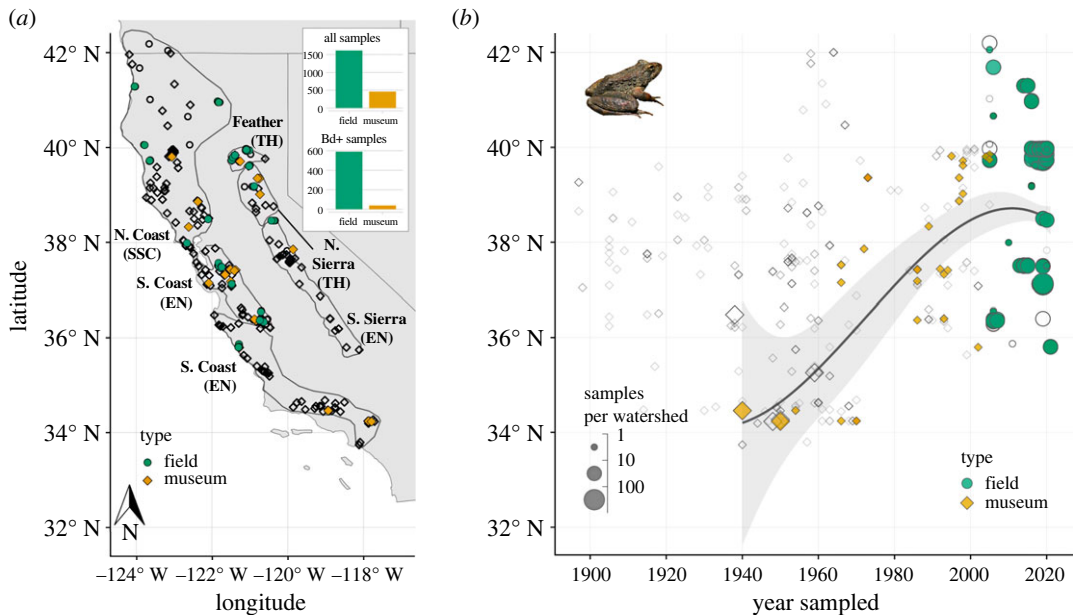 (a)
(b)
42° N
40° N
38° N
36° N
34° N
32° N
latitude
−124° W
−122° W
−120° W
−118° W
longitude
all samples
1500
1000
500
0
field
museum
Bd+ samples
600
400
200
0
field
museum
Feather
(TH)
N. Coast
(SSC)
N.
Sierra
(TH)
S. Coast
(EN)
S. Sierra
(EN)
S. Coast
(EN)
type
field
museum
N
42° N
40° N
38° N
36° N
34° N
32° N
samples
per watershed
1
10
100
type
field
museum
1900
1920
1940
1960
1980
2000
2020
year sampled